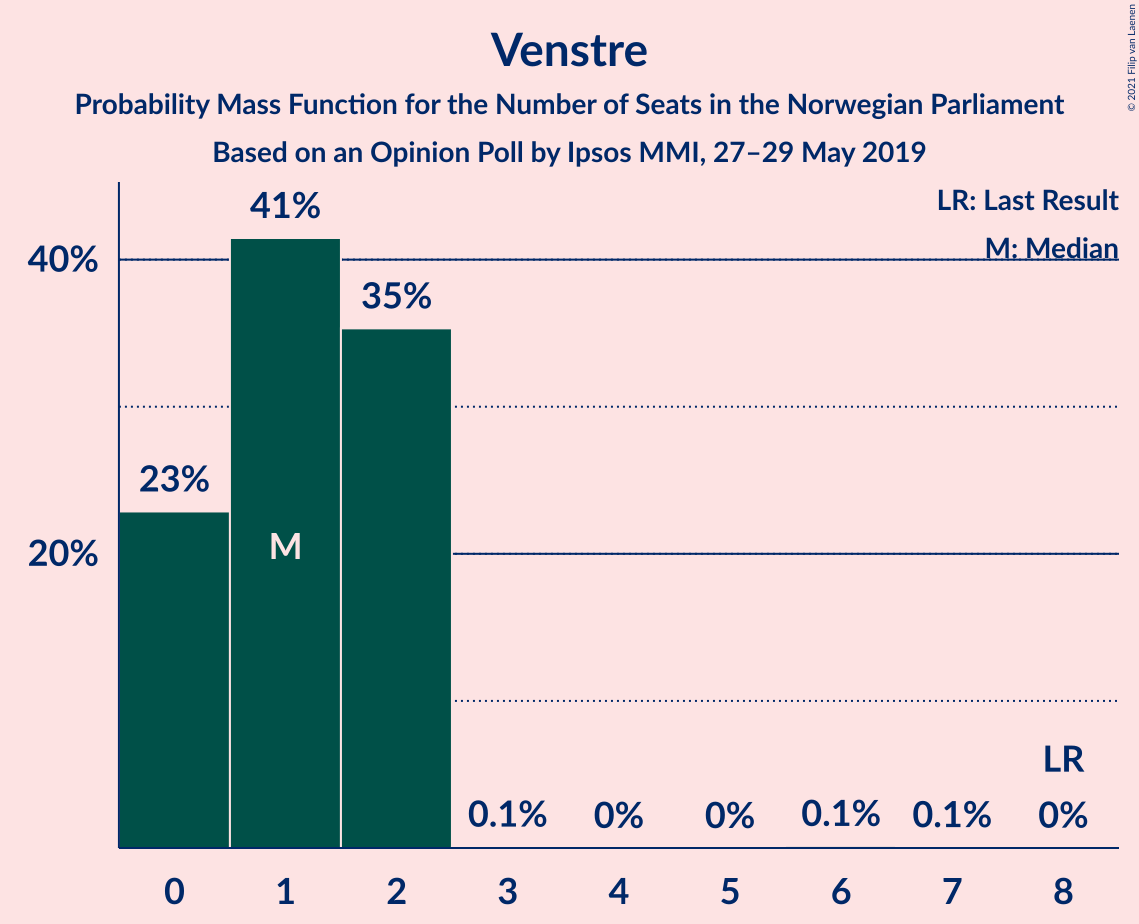 Venstre
Probability Mass Function for the Number of Seats in the Norwegian Parliament
Based on an Opinion Poll by Ipsos MMI, 27–29 May 2019
© 2021 Filip van Laenen
LR: Last Result
M: Median
40%
20%
23%
41%
35%
0.1%
0%
0%
0.1%
0.1%
0%
M
LR
0 1 2 3 4 5 6 7 8